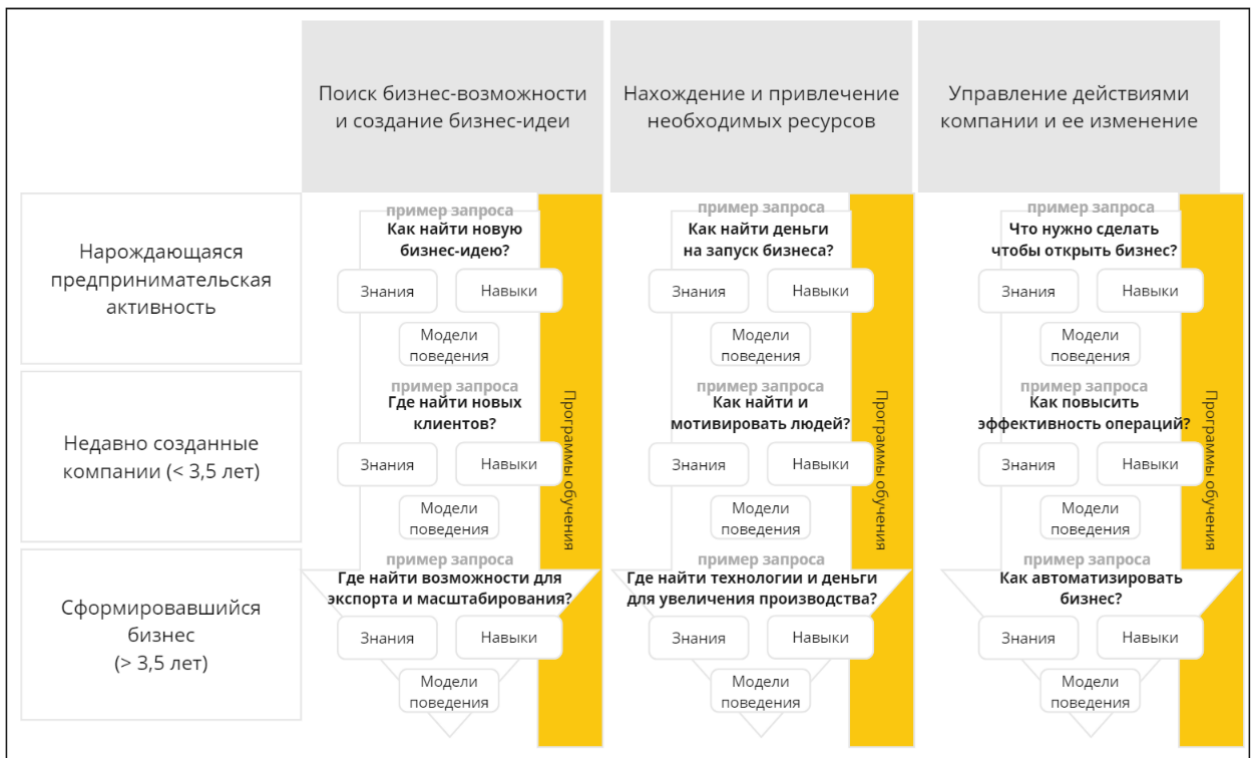 Поиск бизнес-возможности
и создание бизнес-идеи
Нахождение и привлечение
необходимых ресурсов
Управление действиями
компании и ее изменение
Нарождающаяся
предпринимательская
активность
пример запроса
Как найти новую
бизнес-идею?
Знания
Навыки
Модели
поведения
пример запроса
Как найти деньги
на запуск бизнеса?
Знания
Навыки
Модели
поведения
пример запроса
Что нужно сделать
чтобы открыть бизнес?
Знания
Навыки
Модели
поведения
Недавно созданные
компании (< 3,5 лет)
пример запроса
Где найти новых
клиентов?
Знания
Навыки
Модели
поведения
Программы обучения
пример запроса
Как найти и
мотивировать людей?
Знания
Навыки
Модели
поведения
Программы обучения
пример запроса
Как повысить
эффективность операций?
Знания
Навыки
Модели
поведения
Программы обучения
Сформировавшийся
бизнес
(> 3,5 лет)
пример запроса
Где найти возможности для
экспорта и масштабирования?
Знания
Навыки
Модели
поведения
пример запроса
Где найти технологии и деньги
для увеличения производства?
Знания
Навыки
Модели
поведения
пример запроса
Как автоматизировать
бизнес?
Знания
Навыки
Модели
поведения